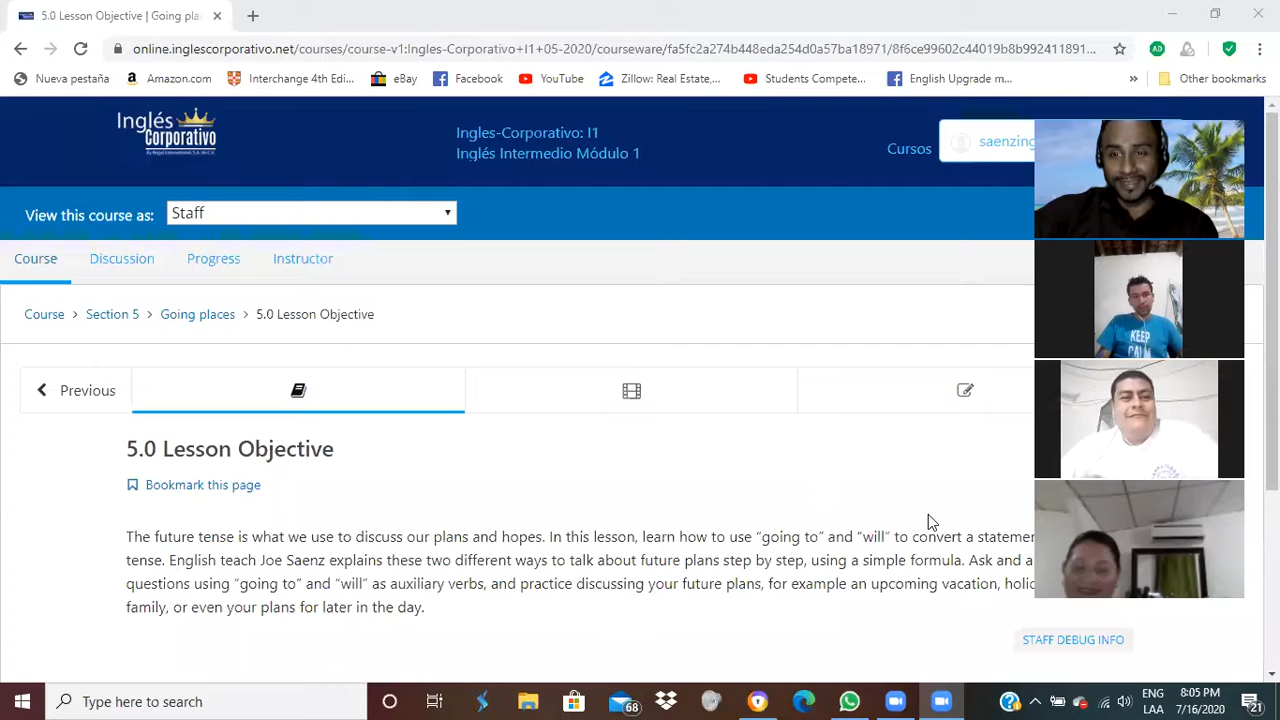 5.0 Lesson Objective | Going pla
online.inglescorporativo.net/courses/course-v1:Ingles-Corporativo+I1+05-2020/courseware/fa5fc2a274b448eda254d0a57ba18971/8f6ce99602c44019b8b992411891...
Nueva pestaña Amazon.com Interchange 4th Edi... eBay Facebook YouTube Zillow: Real Estate,... Students Compete... English Upgrade m... » Other bookmarks
Inglés
Corporativo
Ingles-Corporativo: I1
Inglés Intermedio Módulo 1
Cursos
saenzing
View this course as: Staff
Course Discussion Progress Instructor
Course > Section 5 > Going places > 5.0 Lesson Objective
Previous
5.0 Lesson Objective
Bookmark this page
The future tense is what we use to discuss our plans and hopes. In this lesson, learn how to use “going to” and “will” to convert a statemen
tense. English teach Joe Saenz explains these two different ways to talk about future plans step by step, using a simple formula. Ask and a
questions using “going to” and “will” as auxiliary verbs, and practice discussing your future plans, for example an upcoming vacation, holic
family, or even your plans for later in the day.
KEEP
CALM
STAFF DEBUG INFO
Type here to search
68
ENG
LAA
8:05 PM
7/16/2020
21